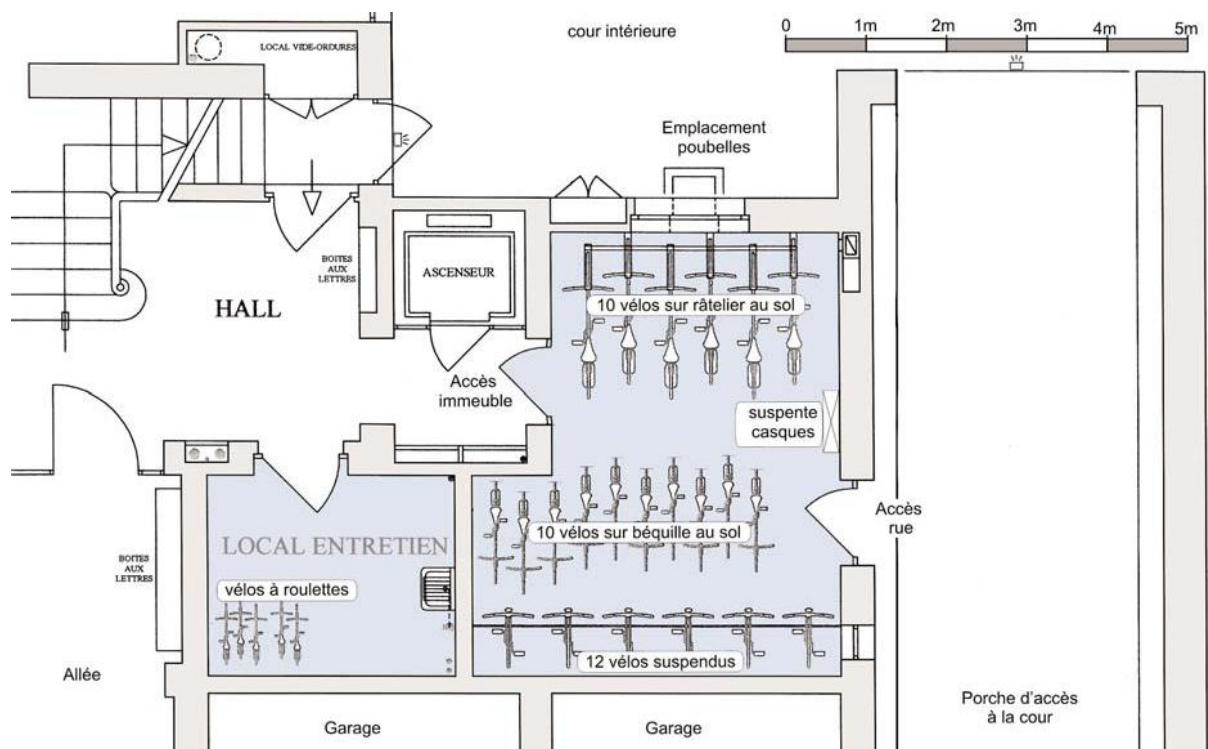 cour intérieure
0 1m 2m 3m 4m 5m
LOCAL VIDE-ORDURES
Emplacement
poubelles
BOITES
AUX
LETTRES
ASCENSEUR
HALL
10 vélos sur râtelier au sol
Accès
immeuble
suspente
casques
Accès
rue
10 vélos sur béquille au sol
LOCAL ENTRETIEN
BOITES
AUX
LETTRES
vélos à roulettes
12 vélos suspendus
Allée
Garage
Garage
Porche d'accès
à la cour